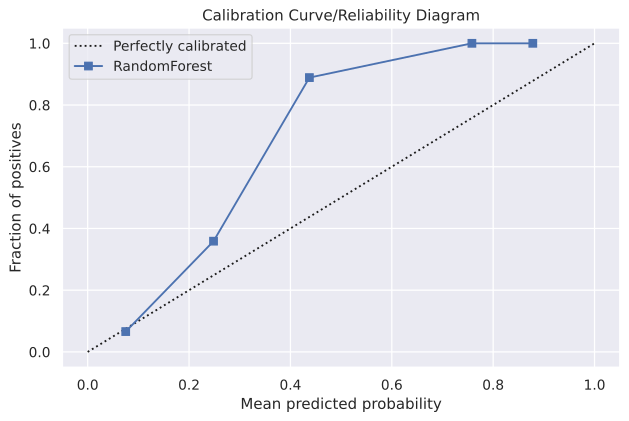 Calibration Curve/Reliability Diagram
Perfectly calibrated
RandomForest
Fraction of positives
1.0
0.8
0.6
0.4
0.2
0.0
0.0 0.2 0.4 0.6 0.8 1.0
Mean predicted probability